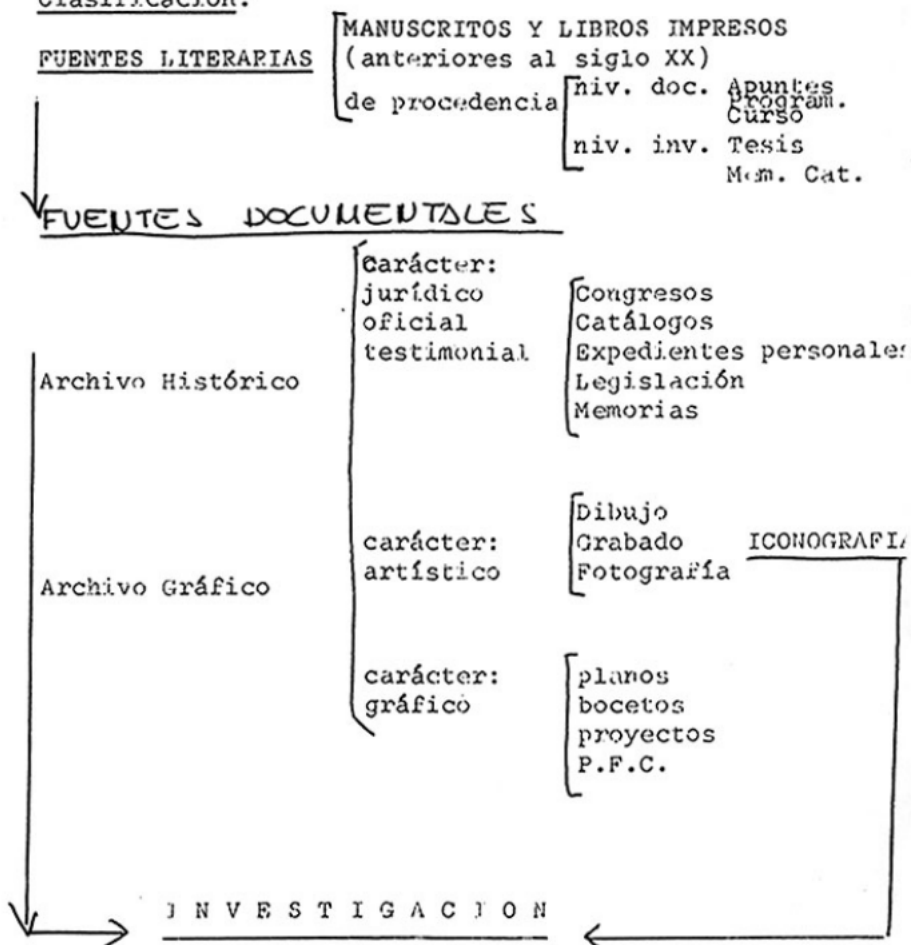 Clasificación:
MANUSCRITOS Y LIBROS IMPRESOS
FUENTES LITERARIAS (anteriores al siglo XX)
de procedencia niv. doc. Apuntes
Program.
Curso
niv. inv. Tesis
Mem. Cat.
FUENTES DOCUMENTALES
Carácter:
jurídico Congresos
oficial Catálogos
testimonial Expedientes personales
Archivo Histórico Legislación
Memorias
Dibujo
carácter: Grabado ICONOGRAFIA
artístico Fotografía
Archivo Gráfico
carácter: planos
gráfico bocetos
proyectos
P.F.C.
INVESTIGACION